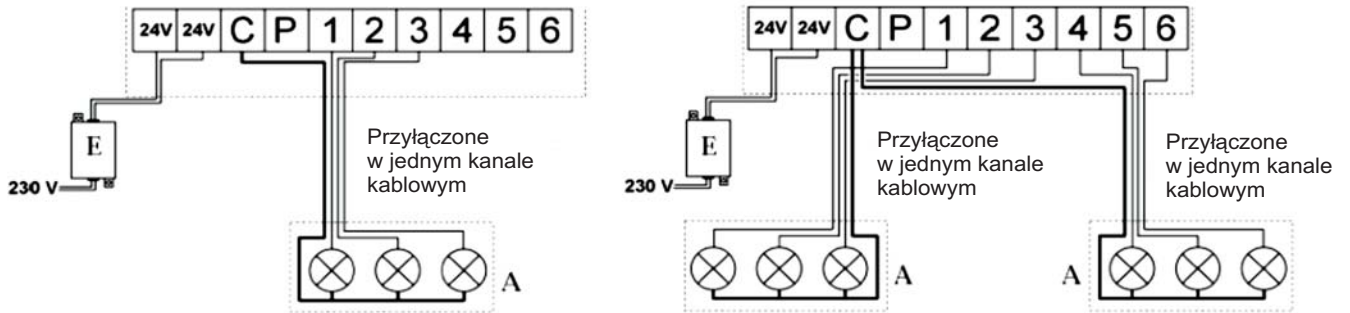 24V 24V C P 1 2 3 4 5 6
E
230 V
Przyłączone
w jednym kanale
kablowym
A
24V 24V C P 1 2 3 4 5 6
E
230 V
Przyłączone
w jednym kanale
kablowym
Przyłączone
w jednym kanale
kablowym
A
A